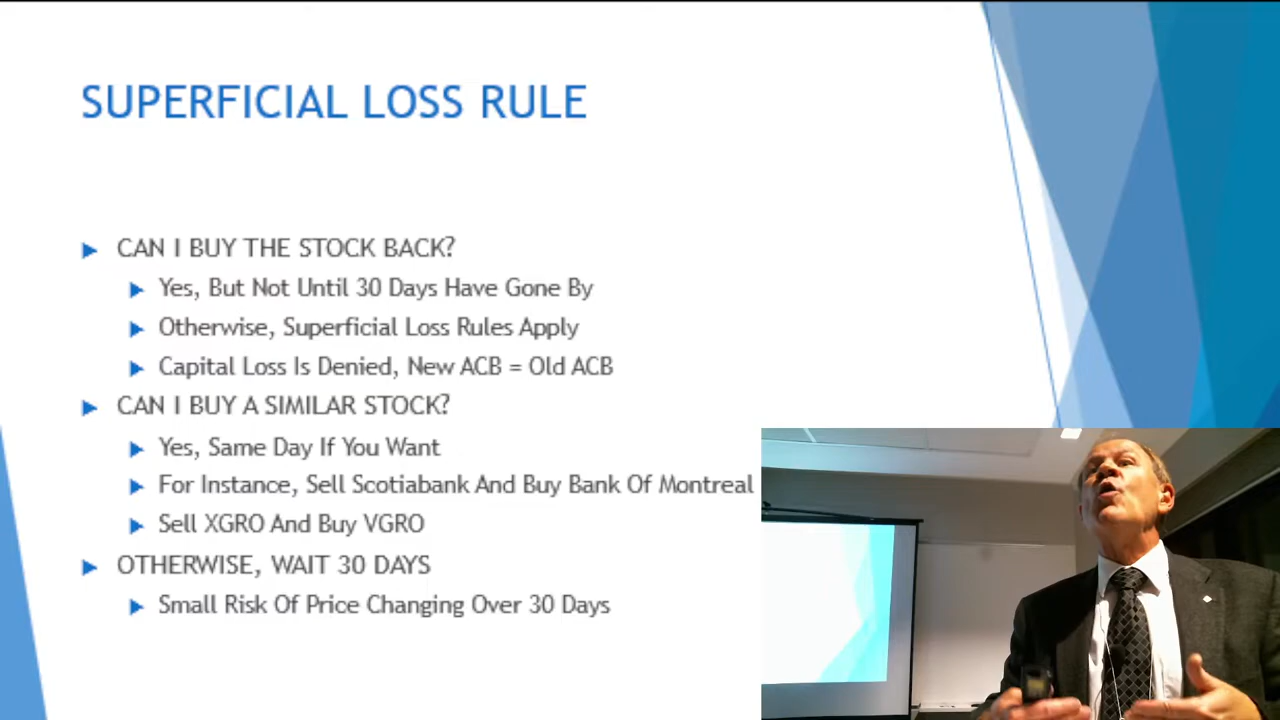 SUPERFICIAL LOSS RULE
CAN I BUY THE STOCK BACK?
Yes, But Not Until 30 Days Have Gone By
Otherwise, Superficial Loss Rules Apply
Capital Loss Is Denied, New ACB = Old ACB
CAN I BUY A SIMILAR STOCK?
Yes, Same Day If You Want
For Instance, Sell Scotiabank And Buy Bank Of Montreal
Sell XGRO And Buy VGRO
OTHERWISE, WAIT 30 DAYS
Small Risk Of Price Changing Over 30 Days